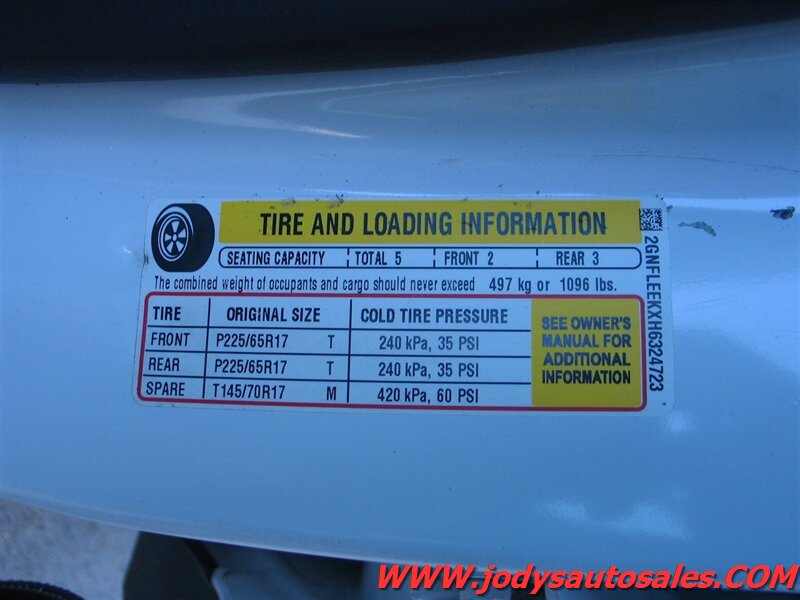 TIRE AND LOADING INFORMATION
SEATING CAPACITY TOTAL 5 FRONT 2 REAR 3
The combined weight of occupants and cargo should never exceed 497 kg or 1096 lbs.
TIRE ORIGINAL SIZE COLD TIRE PRESSURE
FRONT P225/65R17 T 240 kPa, 35 PSI
REAR P225/65R17 T 240 kPa, 35 PSI
SPARE T145/70R17 M 420 kPa, 60 PSI
SEE OWNER'S
MANUAL FOR
ADDITIONAL
INFORMATION
2GNFLEEKXH6324723
WWW.jodysautosales.COM